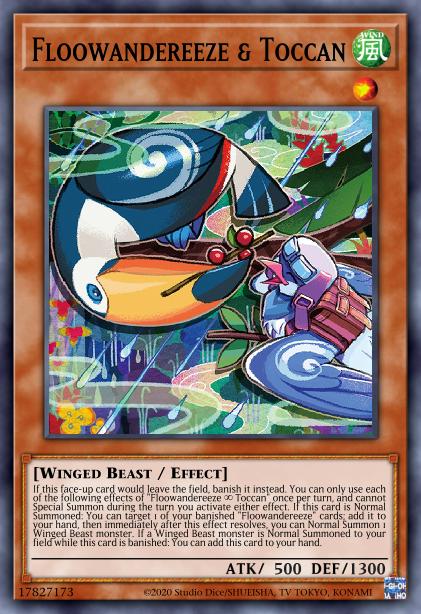 FLOOWANDEREEZE & TOCCAN
WIND
風
[WINGED BEAST / EFFECT]
If this face-up card would leave the field, banish it instead. You can only use each
of the following effects of "Floowandereeze ∞ Toccan" once per turn, and cannot
Special Summon during the turn you activate either effect. If this card is Normal
Summoned: You can target 1 of your banished "Floowandereeze" cards; add it to
your hand, then immediately after this effect resolves, you can Normal Summon 1
Winged Beast monster. If a Winged Beast monster is Normal Summoned to your
field while this card is banished: You can add this card to your hand.
ATK/ 500 DEF/1300
17827173
©2020 Studio Dice/SHUEISHA, TV TOKYO, KONAMI